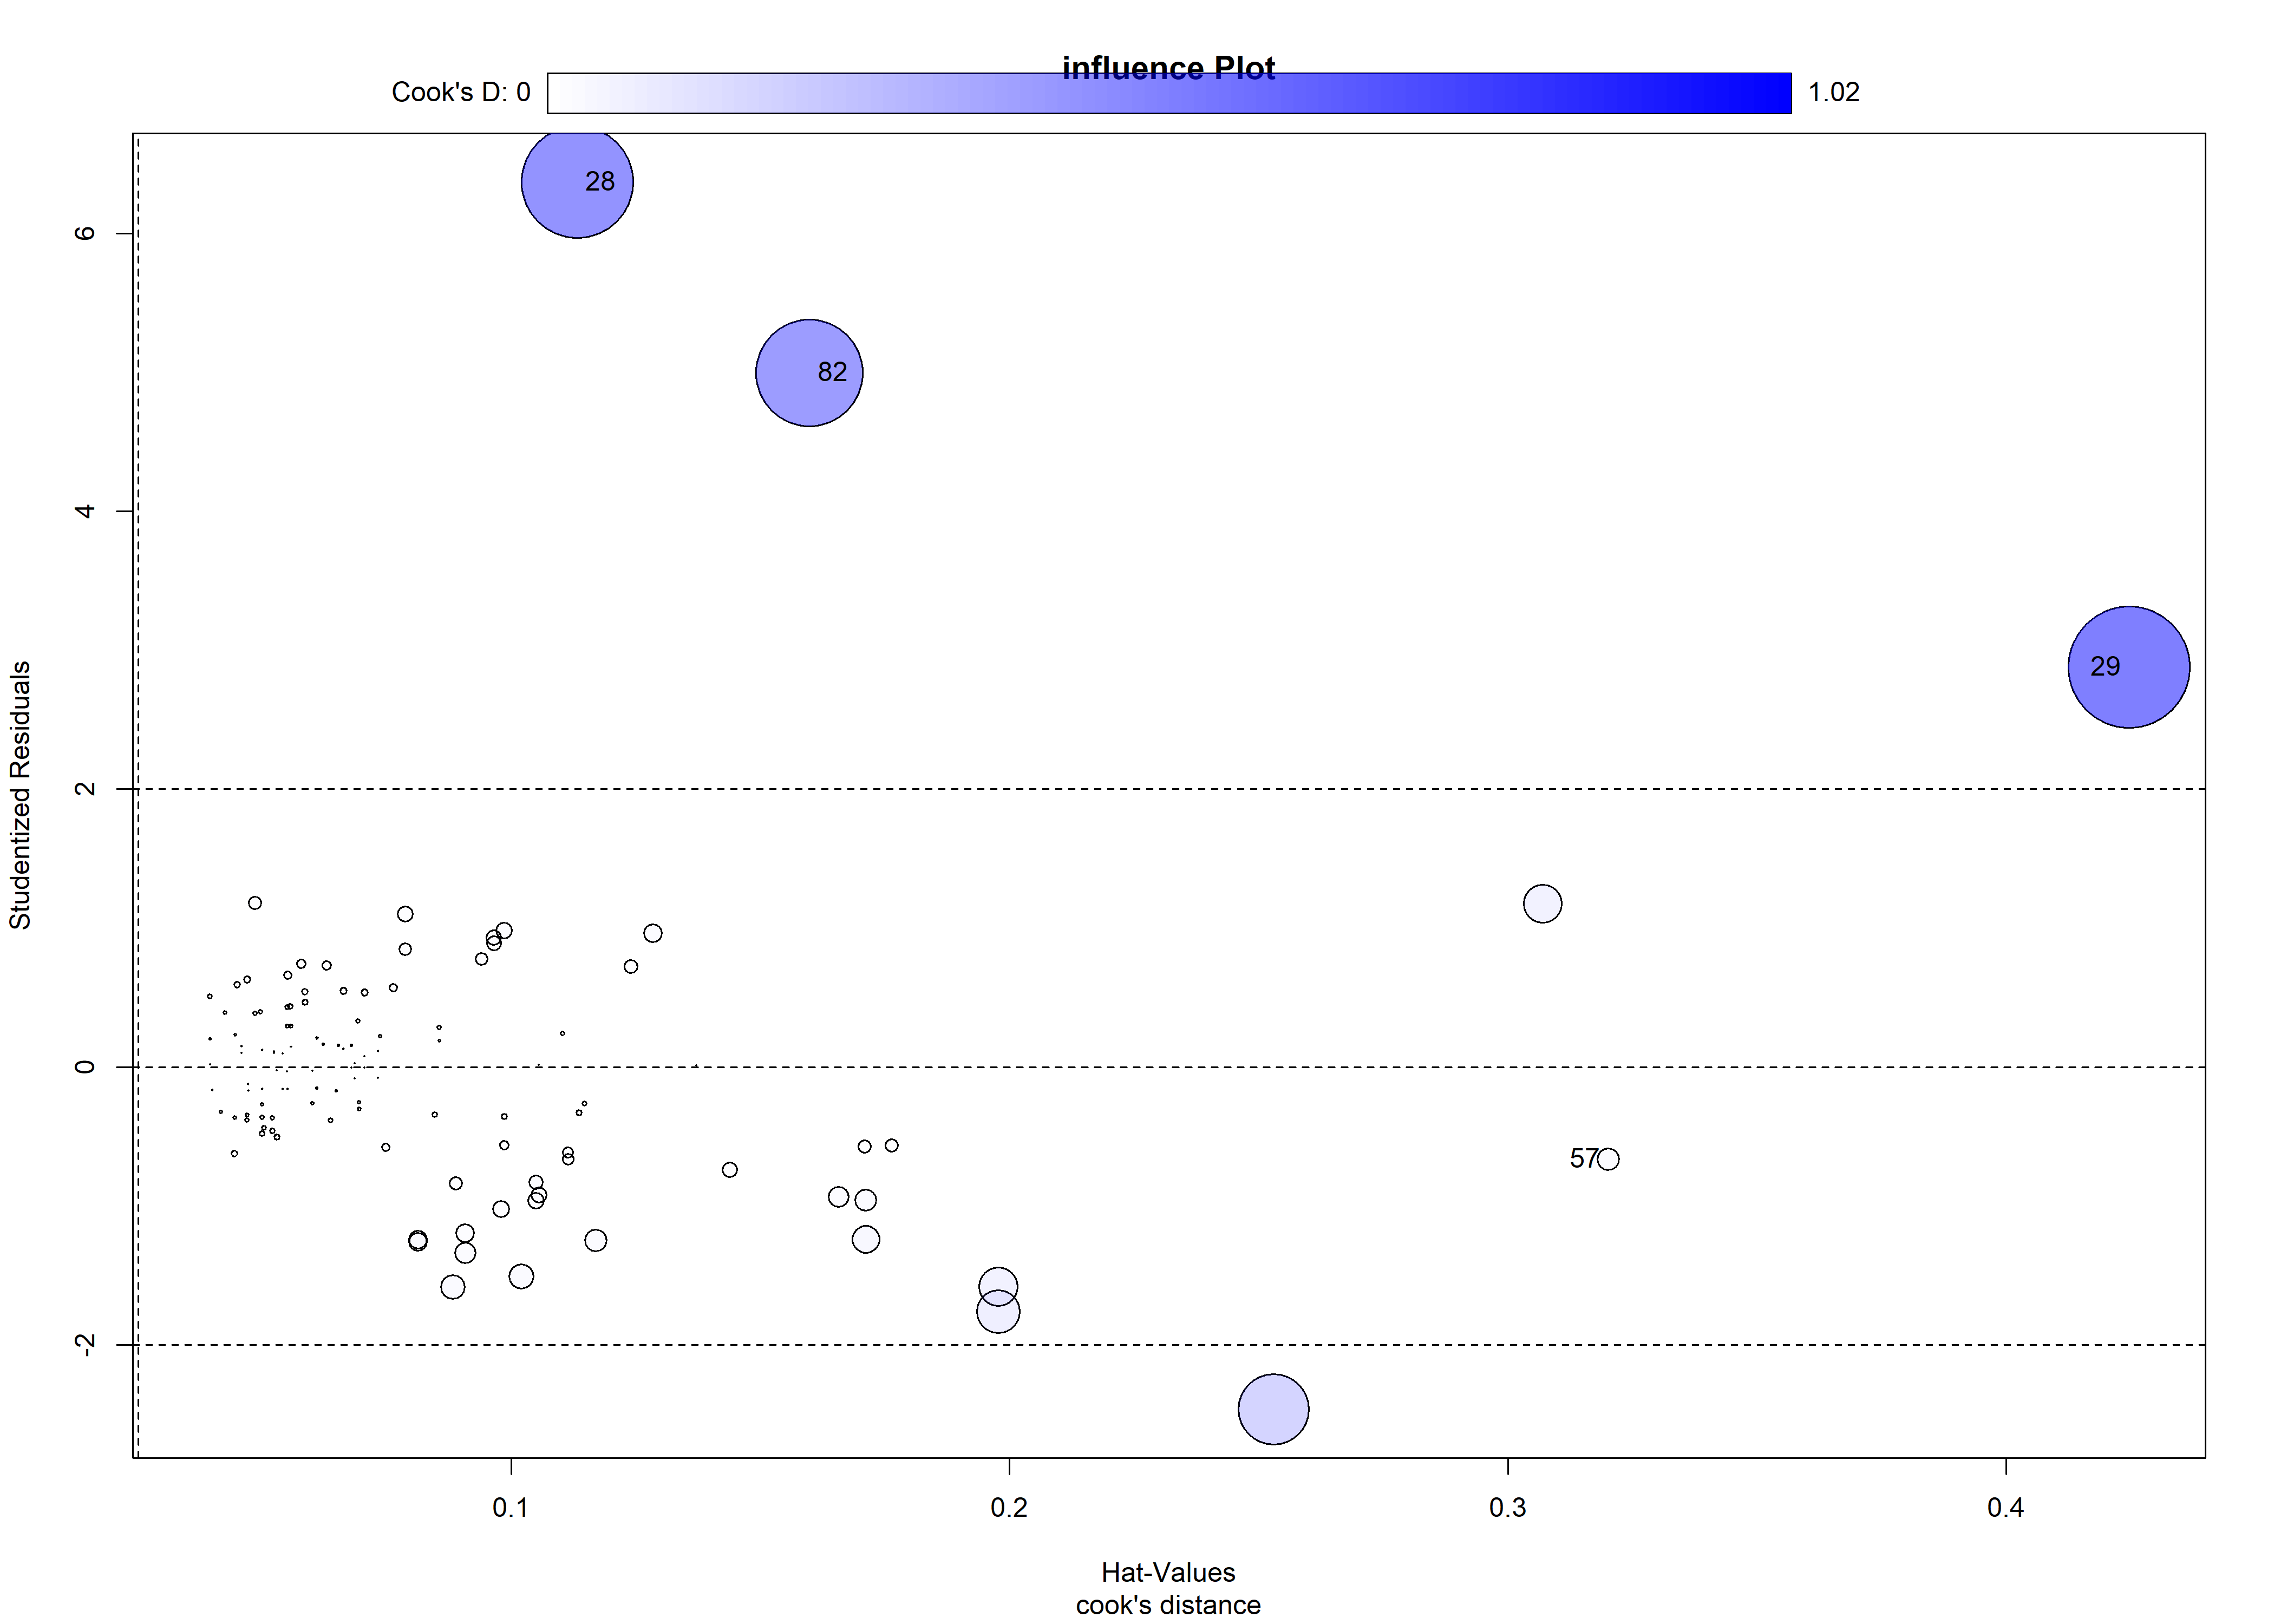 influence Plot
Cook's D: 0
1.02
28
82
29
57
6
4
2
0
-2
Studentized Residuals
0.1
0.2
0.3
0.4
Hat-Values
cook's distance